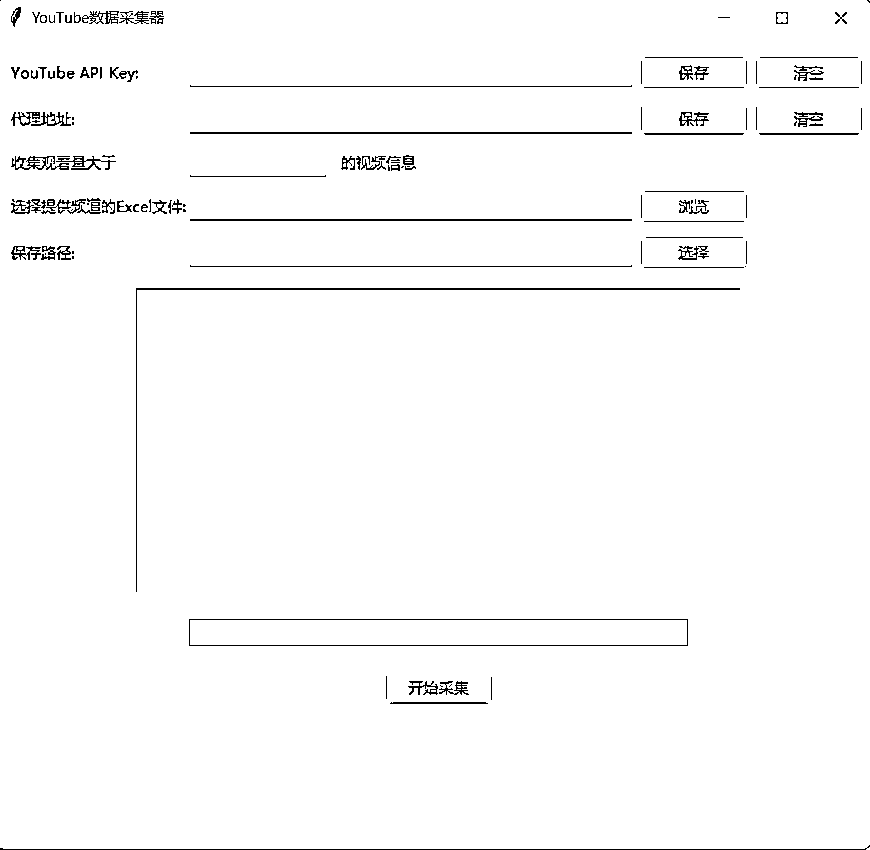 YouTube数据采集器
YouTube API Key: 保存 清空
代理地址: 保存 清空
收集观看量大于 的视频信息
选择提供频道的Excel文件: 浏览
保存路径: 选择
开始采集